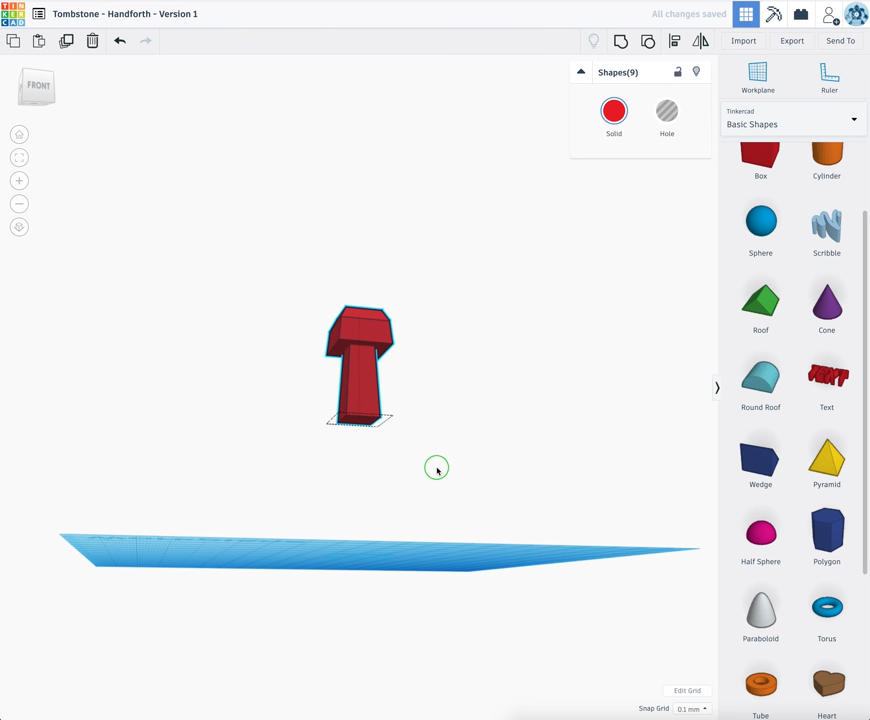 TIN
KER
CAD
Tombstone - Handforth - Version 1
All changes saved
Import
Export
Send To
FRONT
Shapes(9)
Solid
Hole
Workplane
Ruler
Tinkercad
Basic Shapes
Box
Cylinder
Sphere
Scribble
Roof
Cone
Round Roof
TEXT
Text
Wedge
Pyramid
Half Sphere
Polygon
Paraboloid
Torus
Tube
Heart
Edit Grid
Snap Grid
0.1 mm